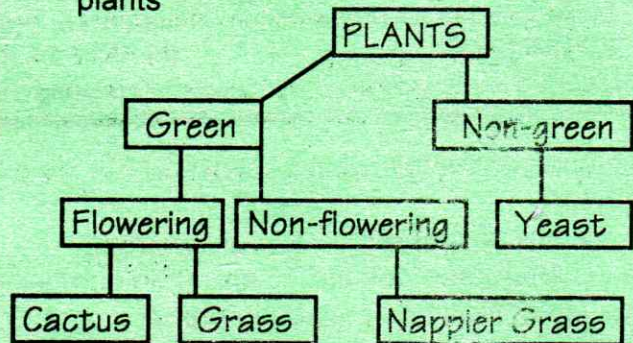 plants
PLANTS
Green Non-green
Flowering Non-flowering Yeast
Cactus Grass Nappier Grass